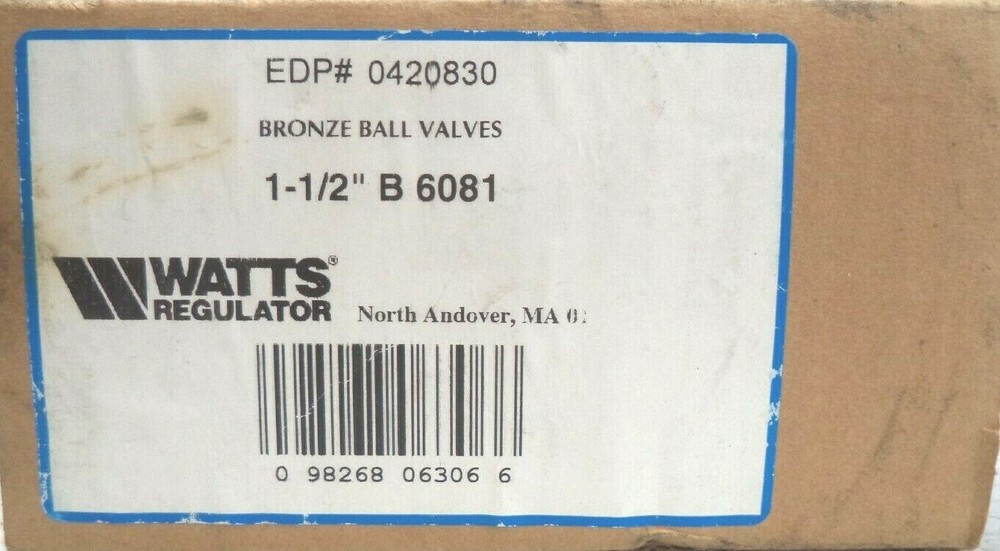 EDP# 0420830
BRONZE BALL VALVES
1-1/2" B 6081
WATTS®
REGULATOR
North Andover, MA
0 98268 06306 6